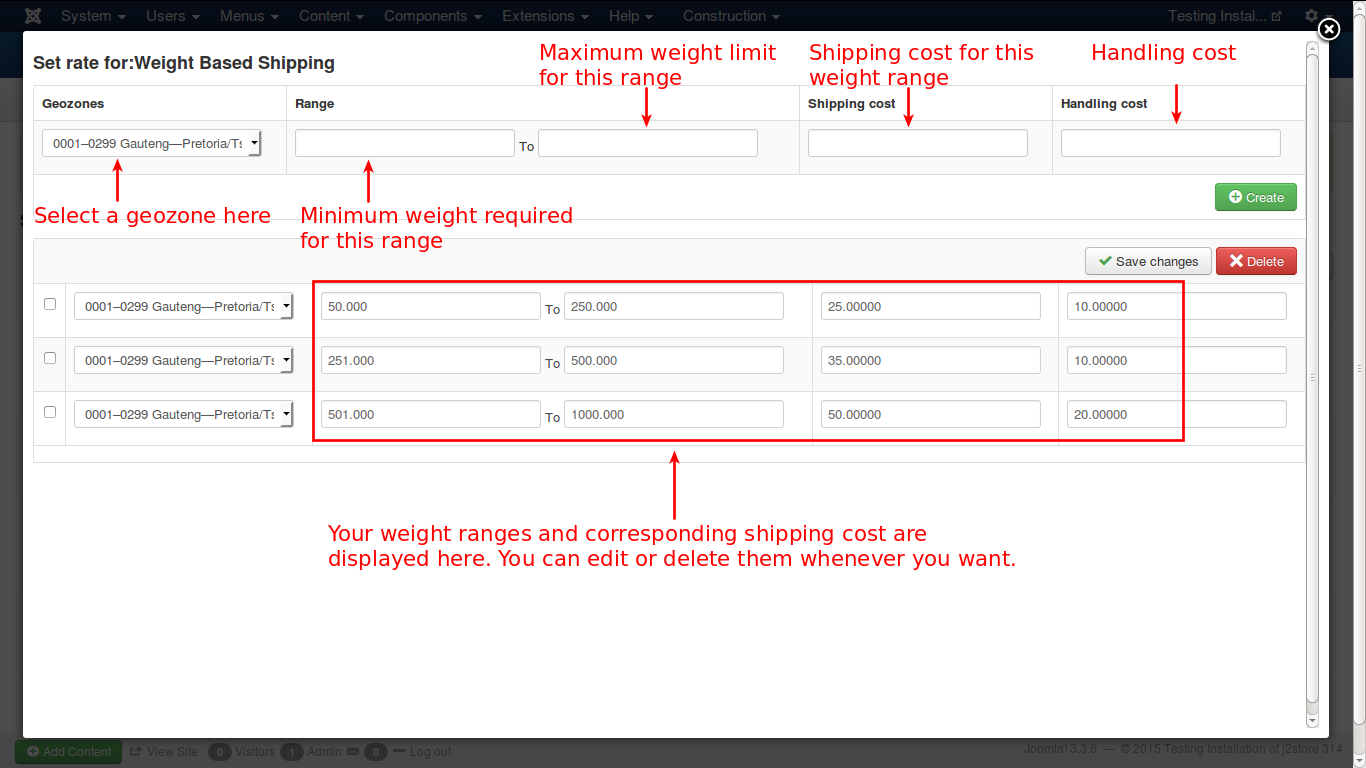 System Users Menus Content Components Extensions Help Construction Testing Instal...
Set rate for:Weight Based Shipping
Maximum weight limit
for this range
Shipping cost for this
weight range
Handling cost
Geozones Range Shipping cost Handling cost
0001–0299 Gauteng—Pretoria/Ts To
Select a geozone here
Minimum weight required
for this range
Create
Save changes Delete
0001–0299 Gauteng—Pretoria/Ts 50.000 To 250.000 25.00000 10.00000
0001–0299 Gauteng—Pretoria/Ts 251.000 To 500.000 35.00000 10.00000
0001–0299 Gauteng—Pretoria/Ts 501.000 To 1000.000 50.00000 20.00000
Your weight ranges and corresponding shipping cost are
displayed here. You can edit or delete them whenever you want.
Add Content View Site 0 Visitors 1 Admin 0 Log out Joomla! 3.3.6 — © 2015 Testing Installation of j2store 314